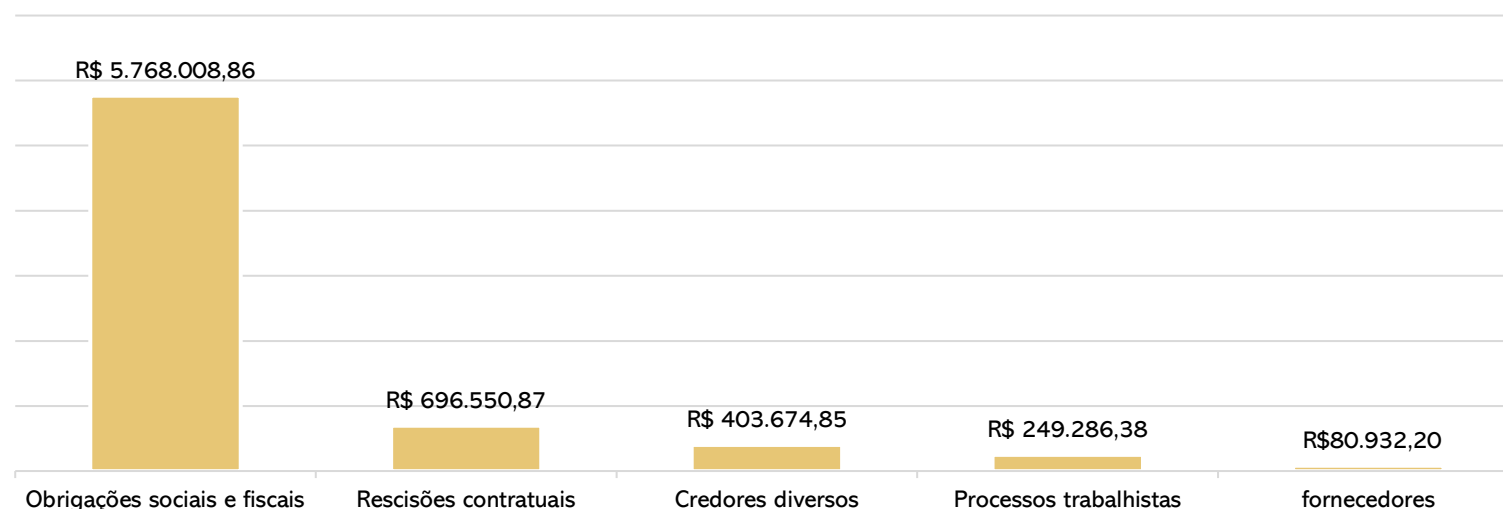 R$ 5.768.008,86
R$ 696.550,87
R$ 403.674,85
R$ 249.286,38
R$80.932,20
Obrigações sociais e fiscais
Rescisões contratuais
Credores diversos
Processos trabalhistas
fornecedores